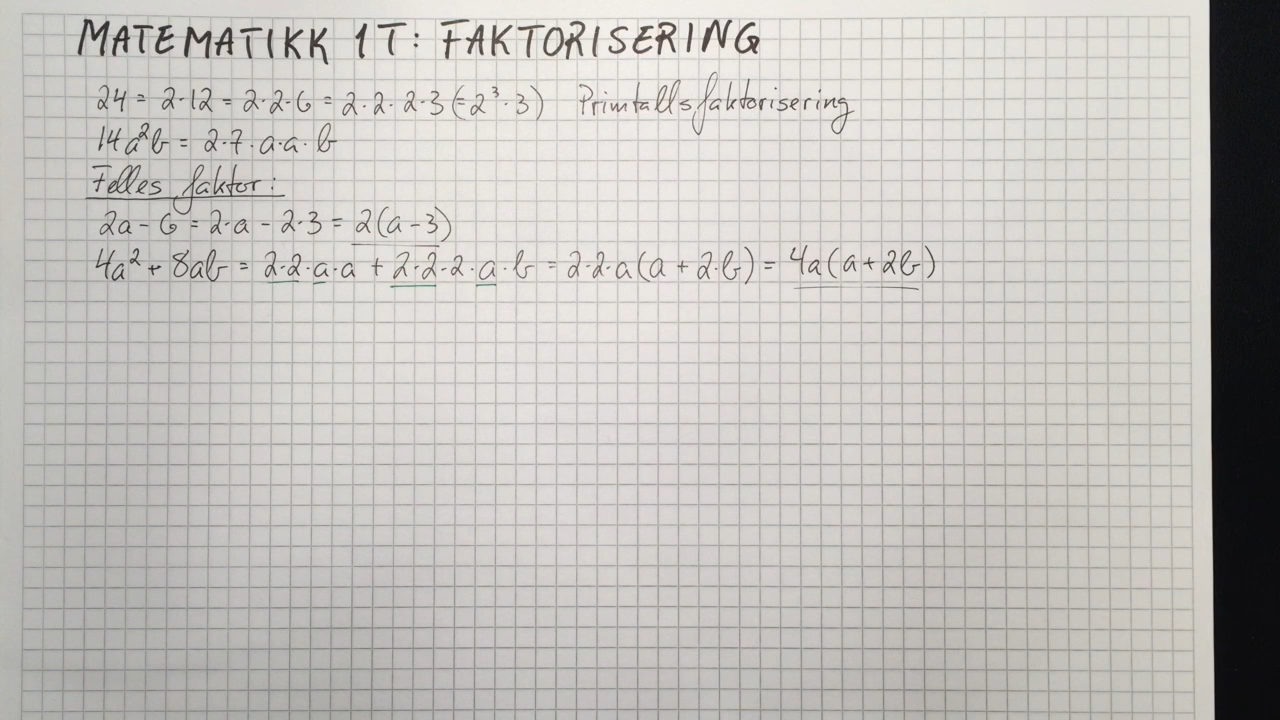 MATEMATIKK 1T: FAKTORISERING
24 = 2·12 = 2·2·6 = 2·2·2·3 (=2³·3) Primtallsfaktorisering
14a²b = 2·7·a·a·b
Felles faktor:
2a - 6 = 2·a - 2·3 = 2(a-3)
4a² + 8ab = 2·2·a·a + 2·2·2·a·b = 2·2·a(a + 2·b) = 4a(a+2b)